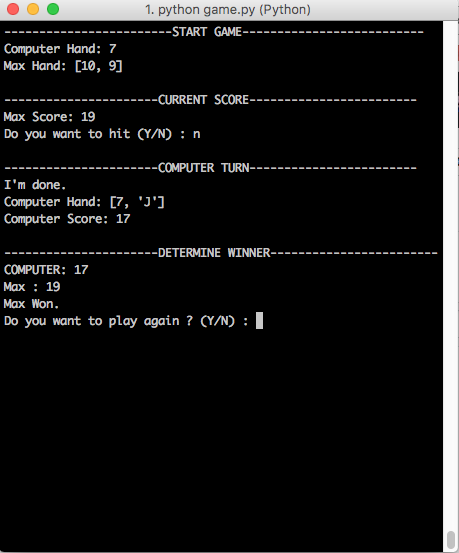 1. python game.py (Python)
------------------------START GAME--------------------------
Computer Hand: 7
Max Hand: [10, 9]
----------------------CURRENT SCORE------------------------
Max Score: 19
Do you want to hit (Y/N) : n
----------------------COMPUTER TURN------------------------
I'm done.
Computer Hand: [7, 'J']
Computer Score: 17
----------------------DETERMINE WINNER------------------------
COMPUTER: 17
Max : 19
Max Won.
Do you want to play again ? (Y/N) :